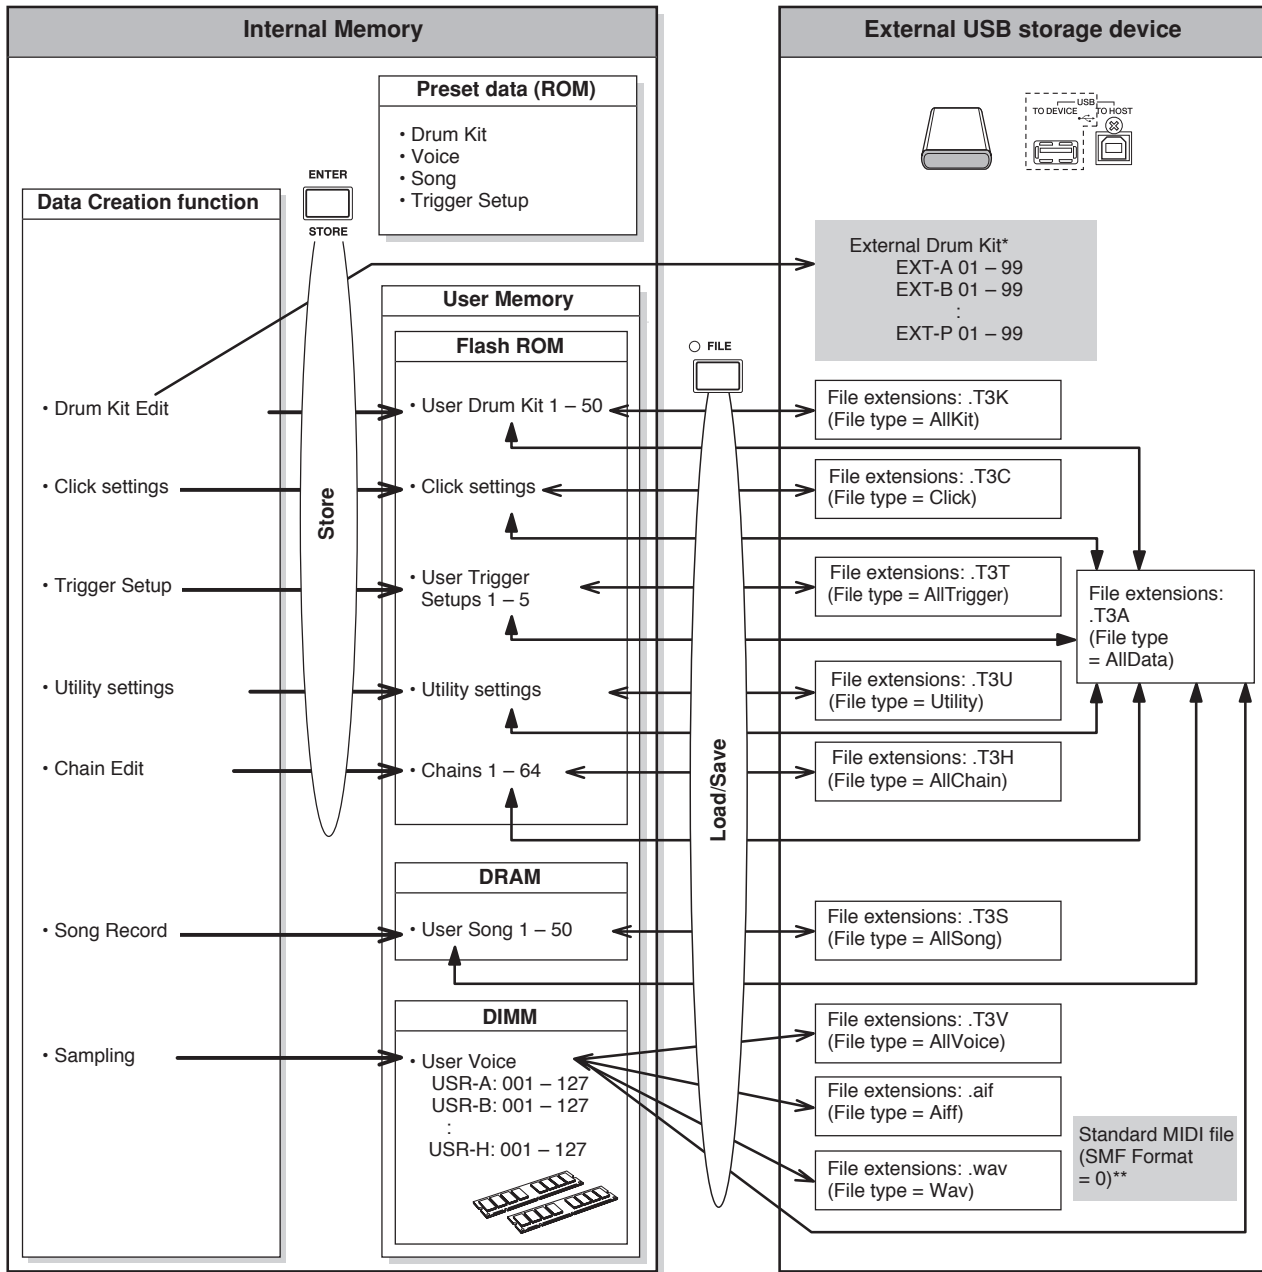 Internal Memory
External USB storage device
Preset data (ROM)
• Drum Kit
• Voice
• Song
• Trigger Setup
USB
TO DEVICE
TO HOST
ENTER
STORE
Data Creation function
• Drum Kit Edit
• Click settings
• Trigger Setup
• Utility settings
• Chain Edit
• Song Record
• Sampling
Store
User Memory
Flash ROM
• User Drum Kit 1 – 50
• Click settings
• User Trigger
Setups 1 – 5
• Utility settings
• Chains 1 – 64
DRAM
• User Song 1 – 50
DIMM
• User Voice
USR-A: 001 – 127
USR-B: 001 – 127
:
USR-H: 001 – 127
FILE
Load/Save
External Drum Kit*
EXT-A 01 – 99
EXT-B 01 – 99
:
EXT-P 01 – 99
File extensions: .T3K
(File type = AllKit)
File extensions: .T3C
(File type = Click)
File extensions: .T3T
(File type = AllTrigger)
File extensions: .T3U
(File type = Utility)
File extensions: .T3H
(File type = AllChain)
File extensions: .T3S
(File type = AllSong)
File extensions: .T3V
(File type = AllVoice)
File extensions: .aif
(File type = Aiff)
File extensions: .wav
(File type = Wav)
File extensions:
.T3A
(File type
= AllData)
Standard MIDI file
(SMF Format
= 0)**